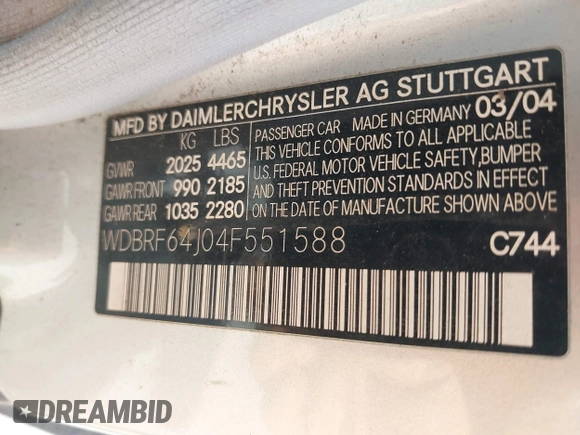 MFD BY DAIMLERCHRYSLER AG STUTTGART
KG LBS
GVWR 2025 4465
GAWR FRONT 990 2185
GAWR REAR 1035 2280
PASSENGER CAR MADE IN GERMANY 03/04
THIS VEHICLE CONFORMS TO ALL APPLICABLE
U.S. FEDERAL MOTOR VEHICLE SAFETY, BUMPER
AND THEFT PREVENTION STANDARDS IN EFFECT
ON THE DATE OF MANUFACTURE SHOWN ABOVE
WDBRF64J04F551588 C744
DREAMBID